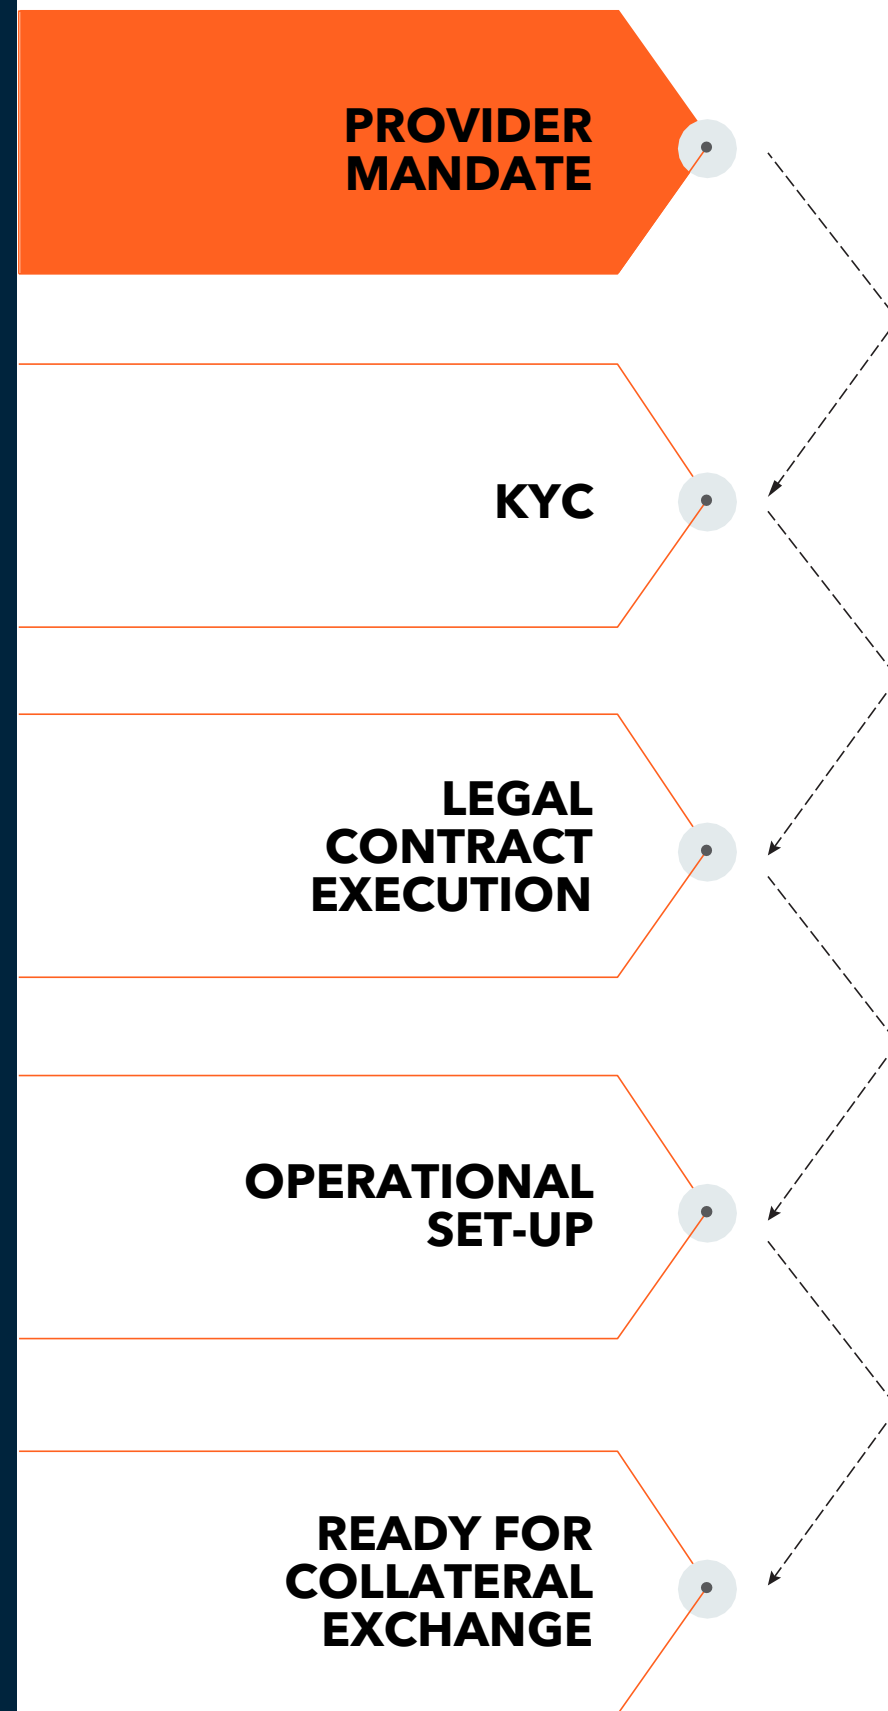 PROVIDER
MANDATE
KYC
LEGAL
CONTRACT
EXECUTION
OPERATIONAL
SET-UP
READY FOR
COLLATERAL
EXCHANGE